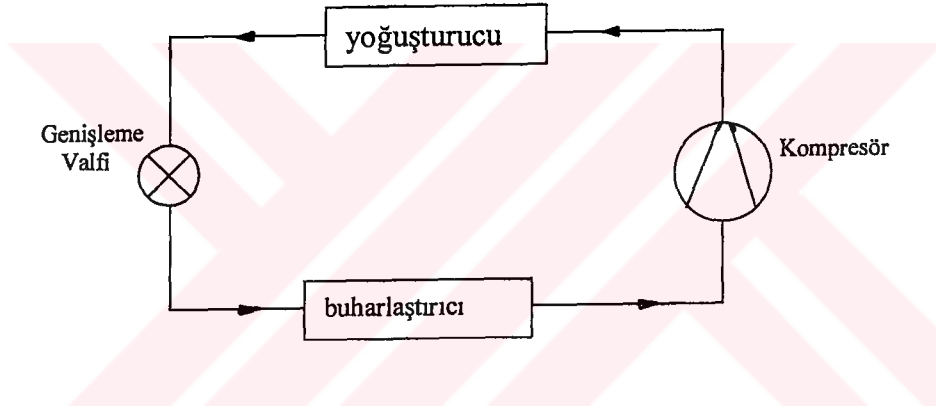 yoğuşturucu
Genişleme
Valfi
Kompresör
buharlaştırıcı